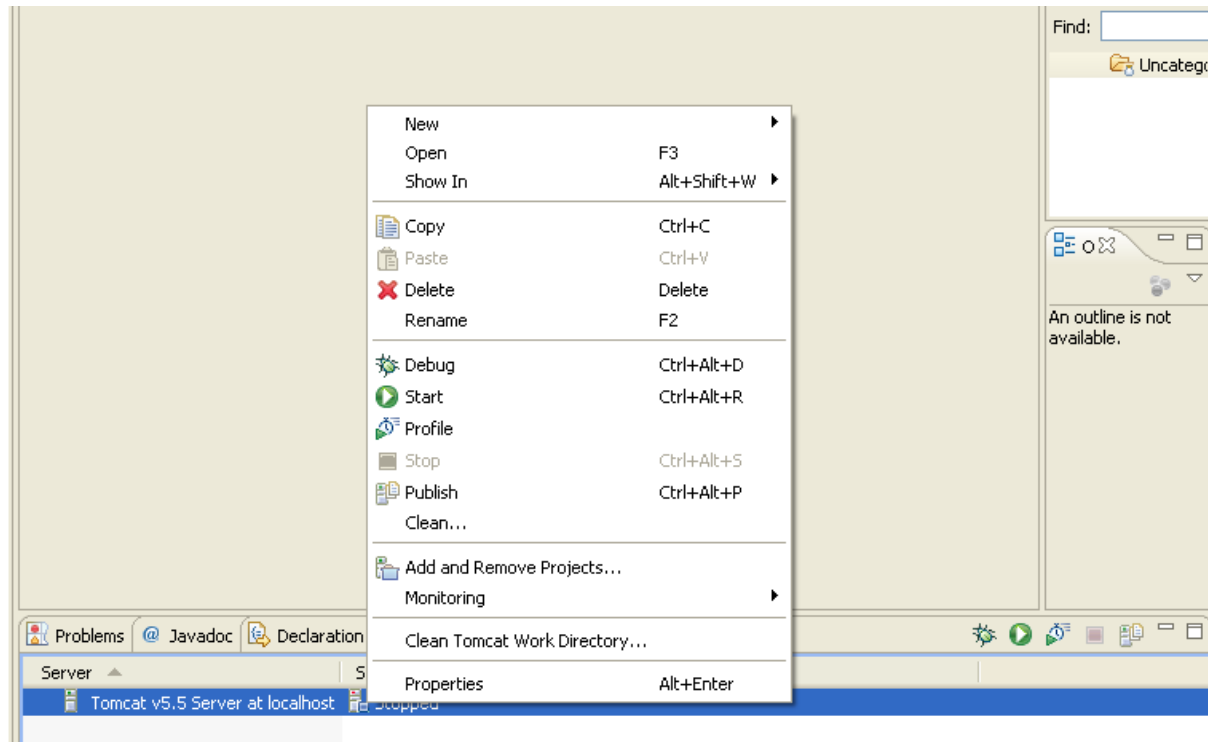 Find:
Uncatego
New
Open F3
Show In Alt+Shift+W
Copy Ctrl+C
Paste Ctrl+V
Delete Delete
Rename F2
O
An outline is not
available.
Debug Ctrl+Alt+D
Start Ctrl+Alt+R
Profile
Stop Ctrl+Alt+S
Publish Ctrl+Alt+P
Clean...
Add and Remove Projects...
Monitoring
Clean Tomcat Work Directory...
Properties Alt+Enter
Problems @ Javadoc Declaration
Server S
Tomcat v5.5 Server at localhost Stopped